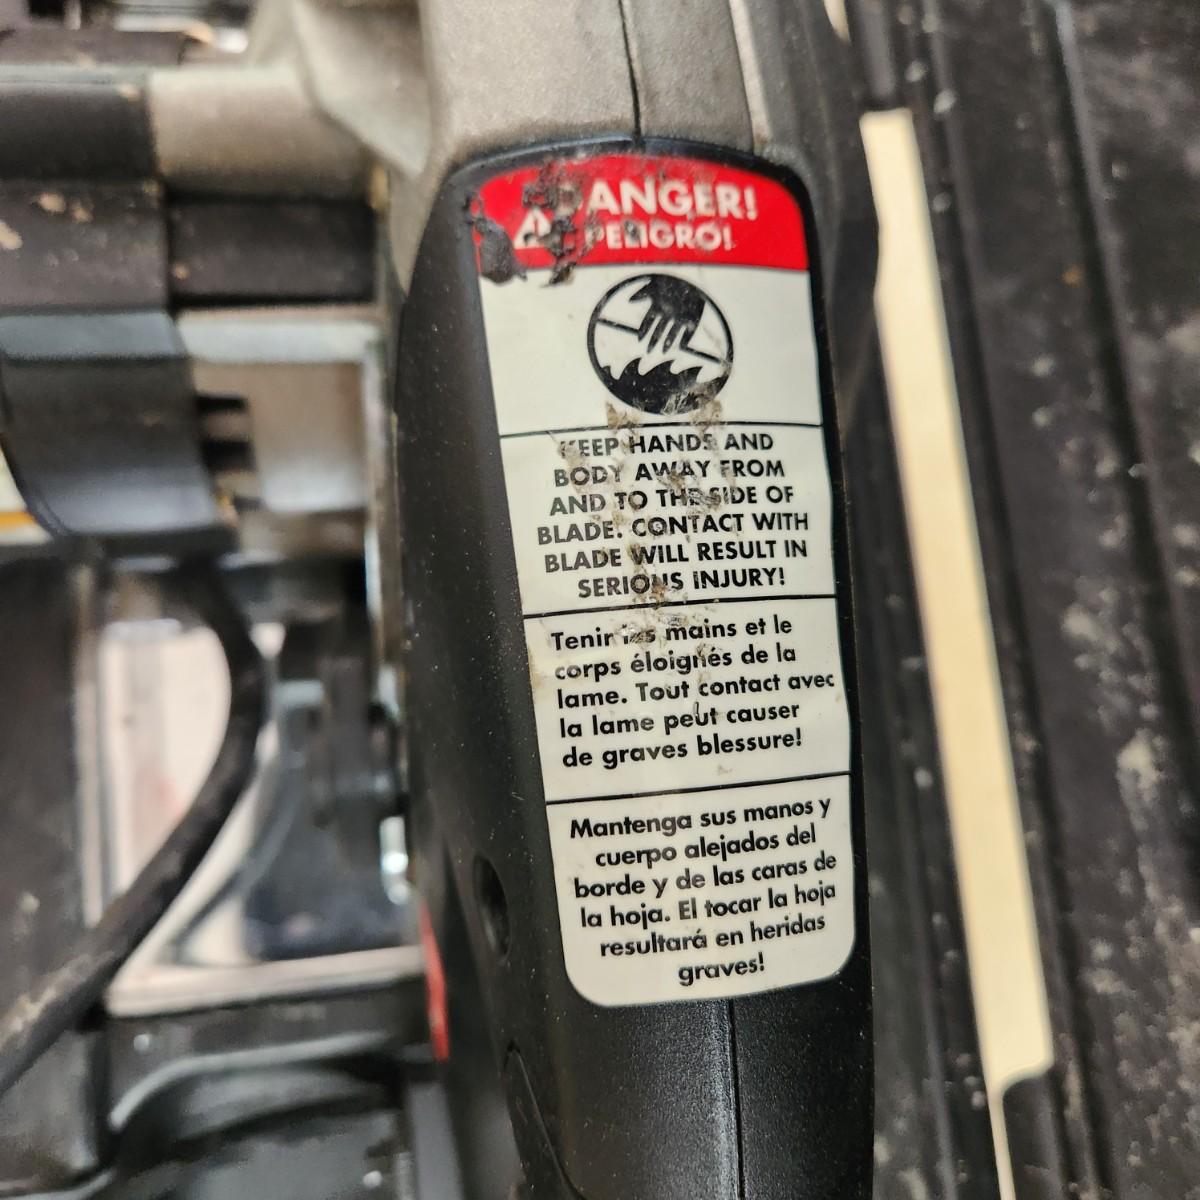 DANGER!
PELIGRO!
KEEP HANDS AND
BODY AWAY FROM
AND TO THE SIDE OF
BLADE. CONTACT WITH
BLADE WILL RESULT IN
SERIOUS INJURY!
Tenir les mains et le
corps éloignés de la
lame. Tout contact avec
la lame peut causer
de graves blessure!
Mantenga sus manos y
cuerpo alejados del
borde y de las caras de
la hoja. El tocar la hoja
resultará en heridas
graves!